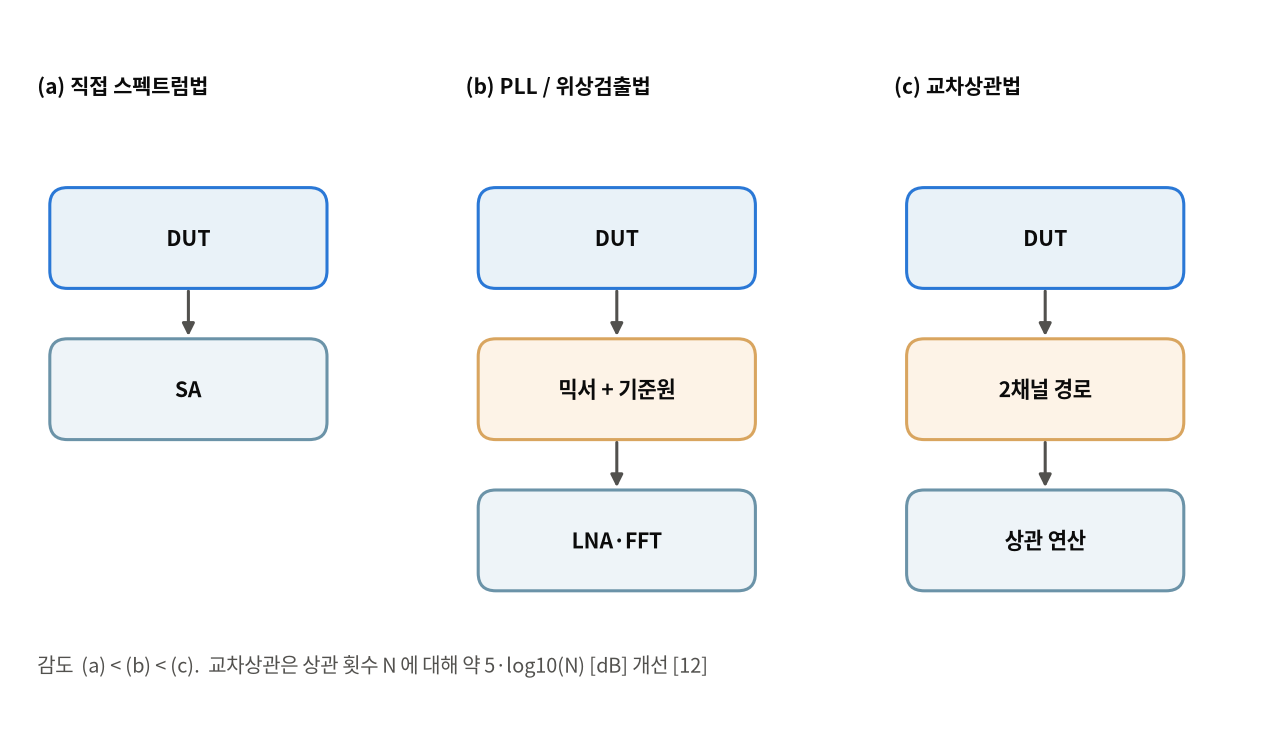 (a) 직접 스펙트럼법
(b) PLL / 위상검출법
(c) 교차상관법
DUT
DUT
DUT
SA
믹서 + 기준원
2채널 경로
LNA·FFT
상관 연산
감도 (a) < (b) < (c). 교차상관은 상관 횟수 N 에 대해 약 5·log10(N) [dB] 개선 [12]